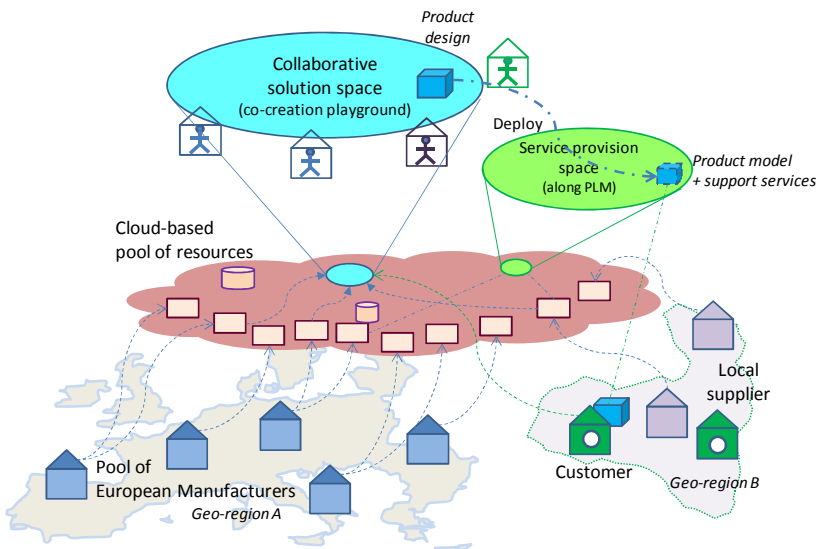 Product
design
Collaborative
solution space
(co-creation playground)
Deploy
Service provision
space
(along PLM)
Product model
+ support services
Cloud-based
pool of resources
Local
supplier
Customer
Geo-region B
Pool of
European Manufacturers
Geo-region A